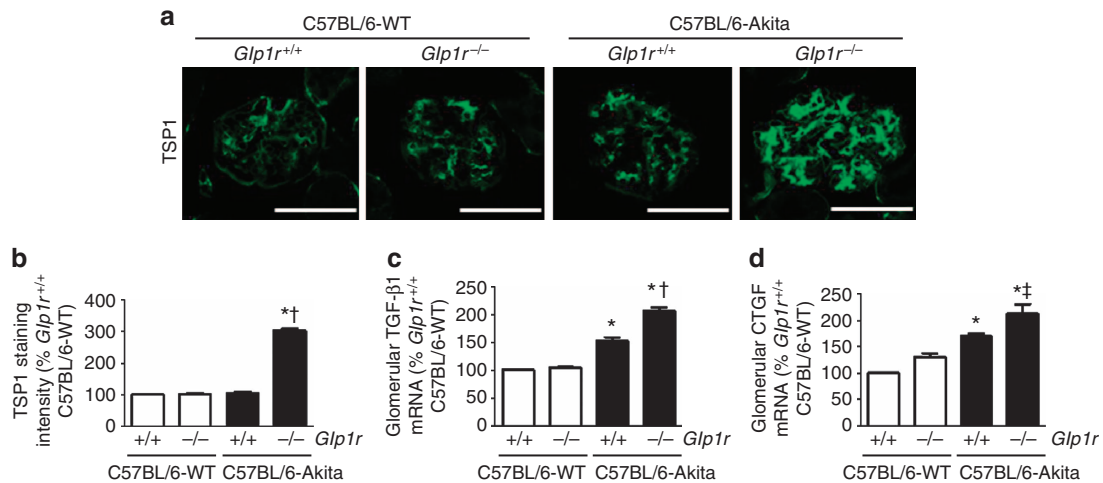 a
C57BL/6-WT
C57BL/6-Akita
Glp1r+/+
Glp1r−/−
Glp1r+/+
Glp1r−/−
TSP1
b
TSP1 staining
intensity (% Glp1r+/+
C57BL/6-WT)
400
300
200
100
0
*†
+/+ −/− +/+ −/− Glp1r
C57BL/6-WT C57BL/6-Akita
c
Glomerular TGF-β1
mRNA (% Glp1r+/+
C57BL/6-WT)
250
200
150
100
50
0
*
*†
+/+ −/− +/+ −/− Glp1r
C57BL/6-WT C57BL/6-Akita
d
Glomerular CTGF
mRNA (% Glp1r+/+
C57BL/6-WT)
250
200
150
100
50
0
*
*‡
+/+ −/− +/+ −/− Glp1r
C57BL/6-WT C57BL/6-Akita